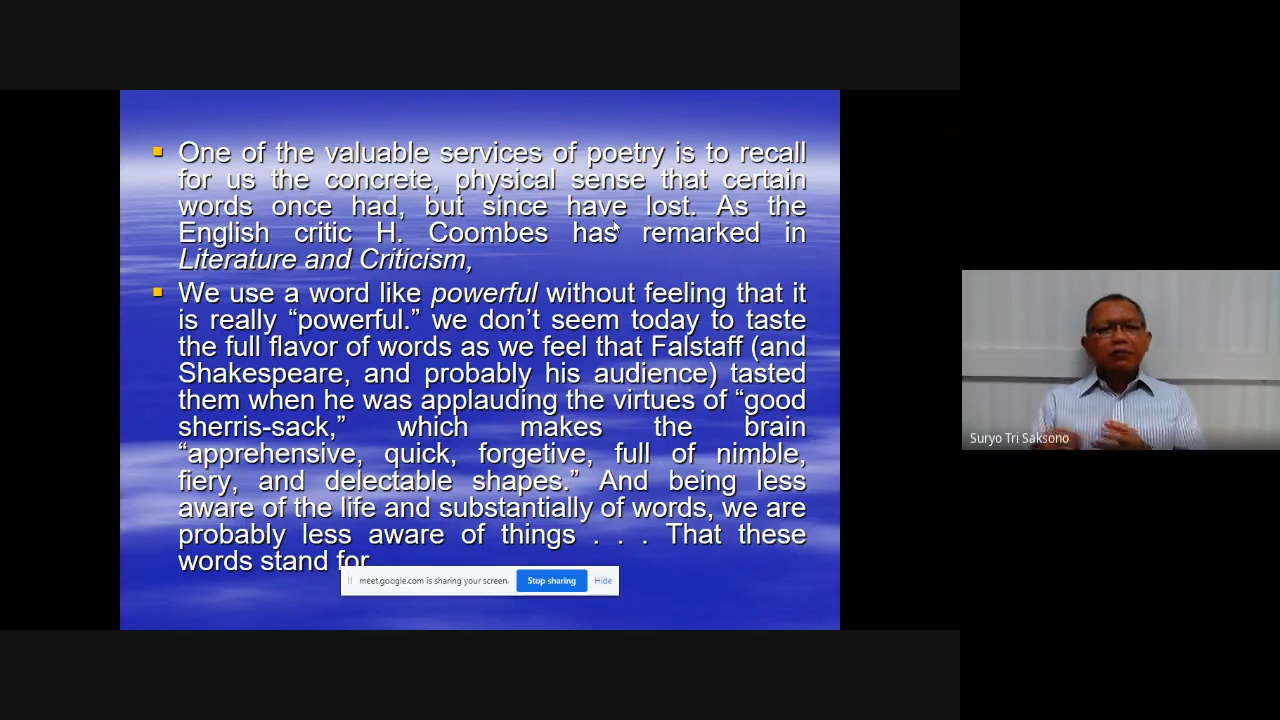 One of the valuable services of poetry is to recall
for us the concrete, physical sense that certain
words once had, but since have lost. As the
English critic H. Coombes has remarked in
Literature and Criticism,
We use a word like powerful without feeling that it
is really “powerful.” we don’t seem today to taste
the full flavor of words as we feel that Falstaff (and
Shakespeare, and probably his audience) tasted
them when he was applauding the virtues of “good
sherris-sack,” which makes the brain
“apprehensive, quick, forgetive, full of nimble,
fiery, and delectable shapes.” And being less
aware of the life and substantially of words, we are
probably less aware of things . . . That these
words stand for
meet.google.com is sharing your screen. Stop sharing Hide
Suryo Tri Saksono